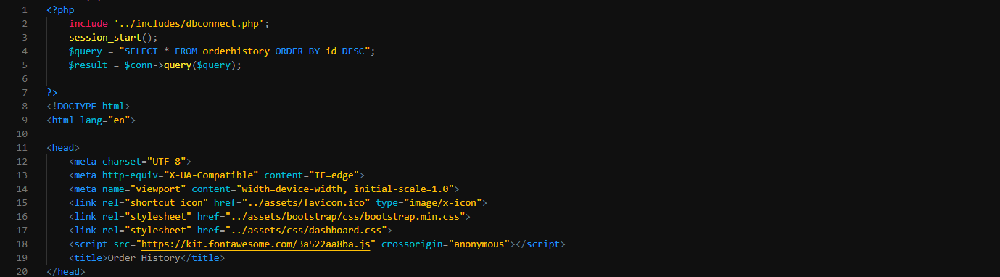 1 <?php
2     include '../includes/dbconnect.php';
3     session_start();
4     $query = "SELECT * FROM orderhistory ORDER BY id DESC";
5     $result = $conn->query($query);
6
7 ?>
8 <!DOCTYPE html>
9 <html lang="en">
10
11 <head>
12     <meta charset="UTF-8">
13     <meta http-equiv="X-UA-Compatible" content="IE=edge">
14     <meta name="viewport" content="width=device-width, initial-scale=1.0">
15     <link rel="shortcut icon" href="../assets/favicon.ico" type="image/x-icon">
16     <link rel="stylesheet" href="../assets/bootstrap/css/bootstrap.min.css">
17     <link rel="stylesheet" href="../assets/css/dashboard.css">
18     <script src="https://kit.fontawesome.com/3a522aa8ba.js" crossorigin="anonymous"></script>
19     <title>Order History</title>
20 </head>